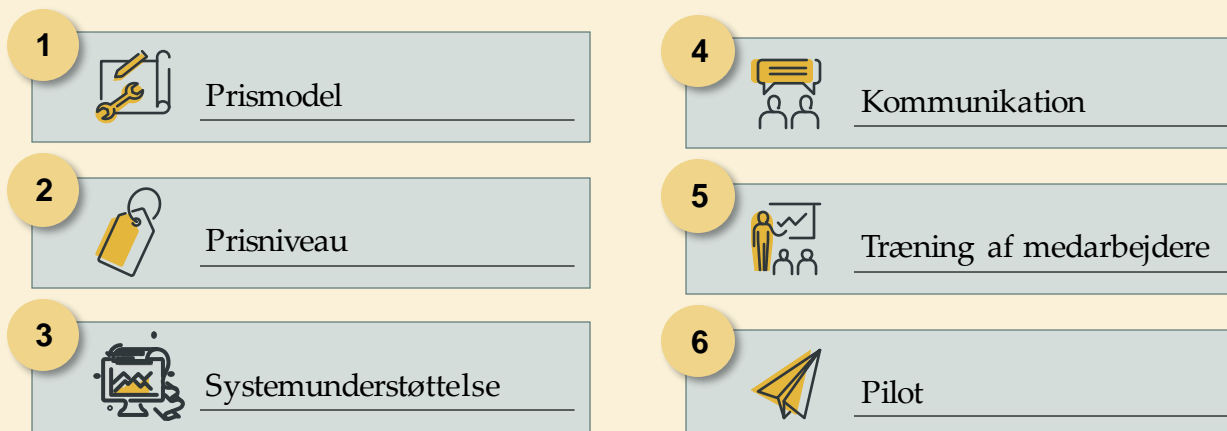 1
Prismodel
2
Prisniveau
3
Systemunderstøttelse
4
Kommunikation
5
Træning af medarbejdere
6
Pilot